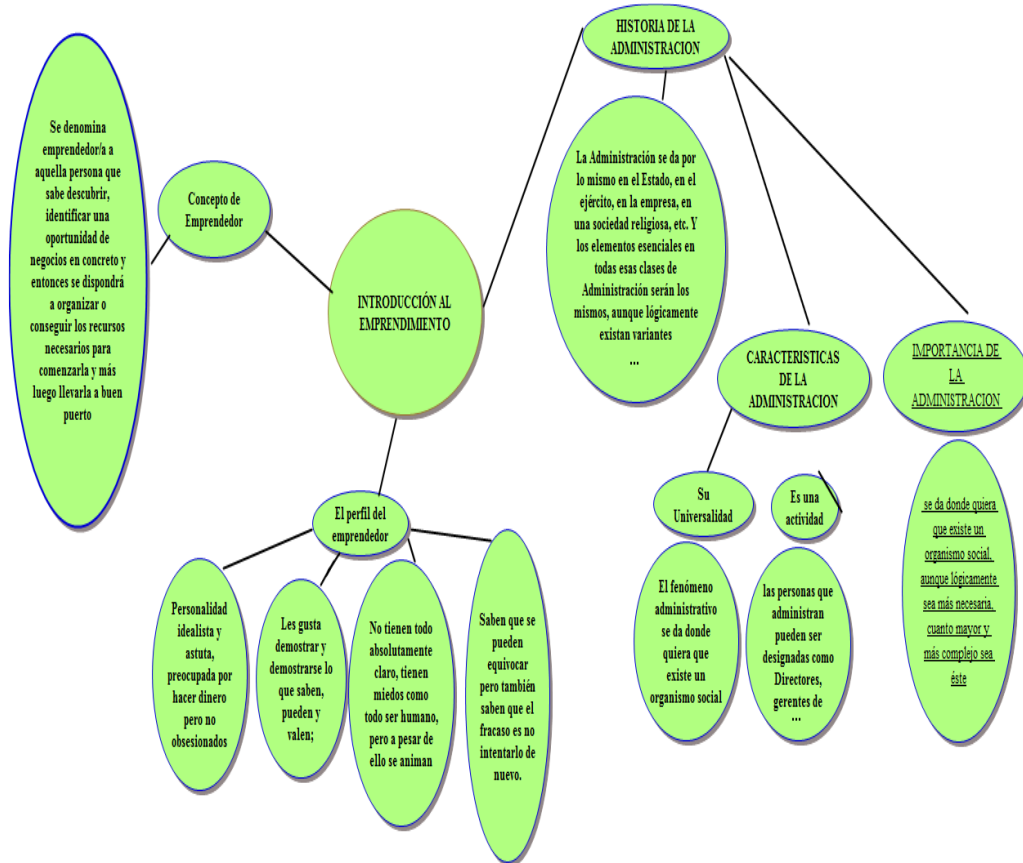 HISTORIA DE LA
ADMINISTRACION
Se denomina
emprendedor/a a
aquella persona que
sabe descubrir,
identificar una
oportunidad de
negocios en concreto y
entonces se dispondrá
a organizar o
conseguir los recursos
necesarios para
comenzarla y más
luego llevarla a buen
puerto
Concepto de
Emprendedor
INTRODUCCIÓN AL
EMPRENDIMIENTO
La Administración se da por
lo mismo en el Estado, en el
ejército, en la empresa, en
una sociedad religiosa, etc. Y
los elementos esenciales en
todas esas clases de
Administración serán los
mismos, aunque lógicamente
existan variantes
...
CARACTERISTICAS
DE LA
ADMINISTRACION
IMPORTANCIA DE
LA
ADMINISTRACION
El perfil del
emprendedor
Personalidad
idealista y
astuta,
preocupada por
hacer dinero
pero no
obsesionados
Les gusta
demostrar y
demostrarse lo
que saben,
pueden y
valen;
No tienen todo
absolutamente
claro, tienen
miedos como
todo ser humano,
pero a pesar de
ello se animan
Saben que se
pueden
equivocar
pero también
saben que el
fracaso es no
intentarlo de
nuevo.
Su
Universalidad
Es una
actividad
El fenómeno
administrativo
se da donde
quiera que
existe un
organismo social
las personas que
administran
pueden ser
designadas como
Directores,
gerentes de
...
se da donde quiera
que existe un
organismo social,
aunque lógicamente
sea más necesaria,
cuanto mayor y
más complejo sea
éste